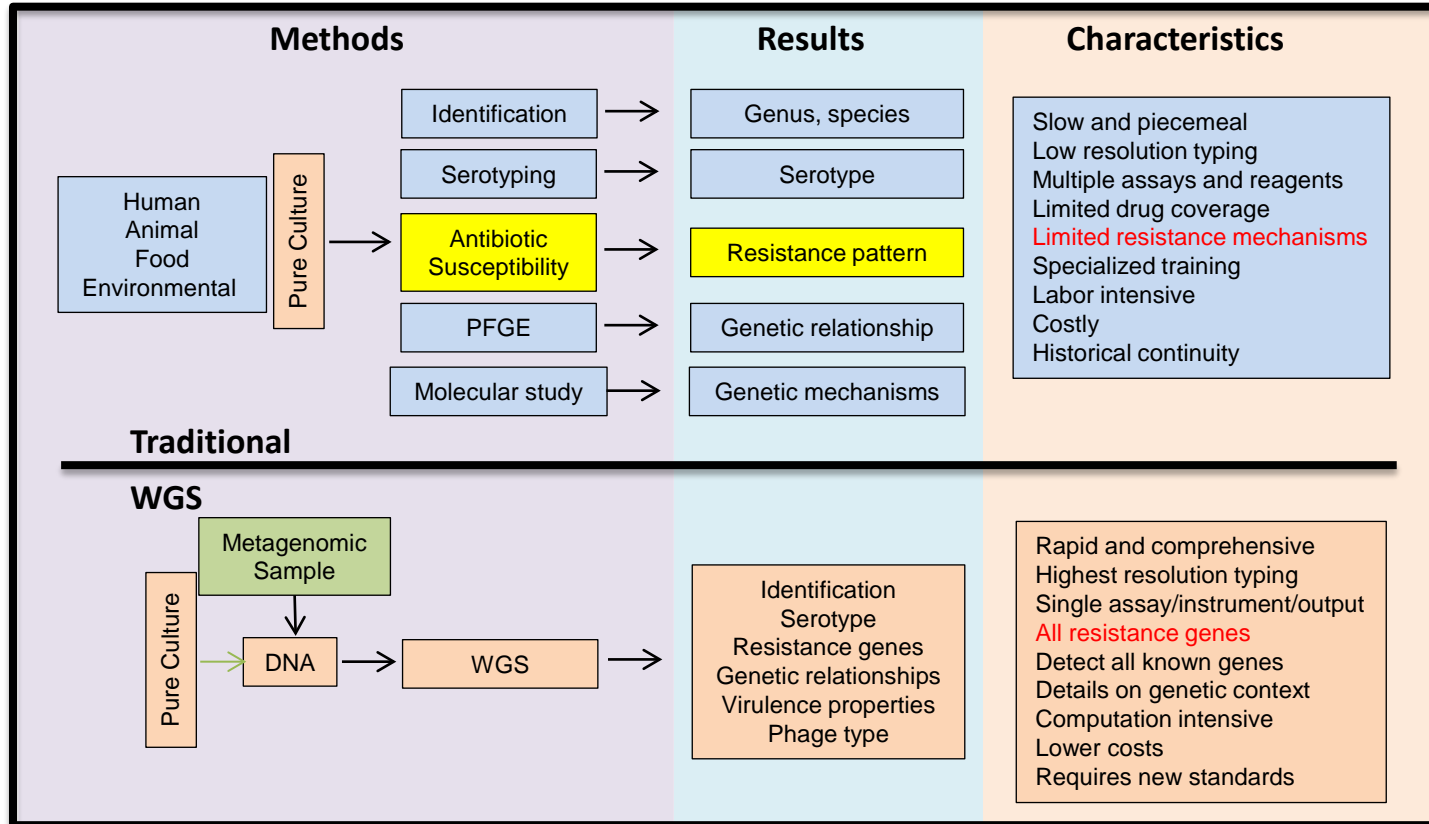 Methods
Results
Characteristics
Human
Animal
Food
Environmental
Pure Culture
Identification
Serotyping
Antibiotic
Susceptibility
PFGE
Molecular study
Genus, species
Serotype
Resistance pattern
Genetic relationship
Genetic mechanisms
Slow and piecemeal
Low resolution typing
Multiple assays and reagents
Limited drug coverage
Limited resistance mechanisms
Specialized training
Labor intensive
Costly
Historical continuity
Traditional
WGS
Metagenomic
Sample
Pure Culture
DNA
WGS
Identification
Serotype
Resistance genes
Genetic relationships
Virulence properties
Phage type
Rapid and comprehensive
Highest resolution typing
Single assay/instrument/output
All resistance genes
Detect all known genes
Details on genetic context
Computation intensive
Lower costs
Requires new standards